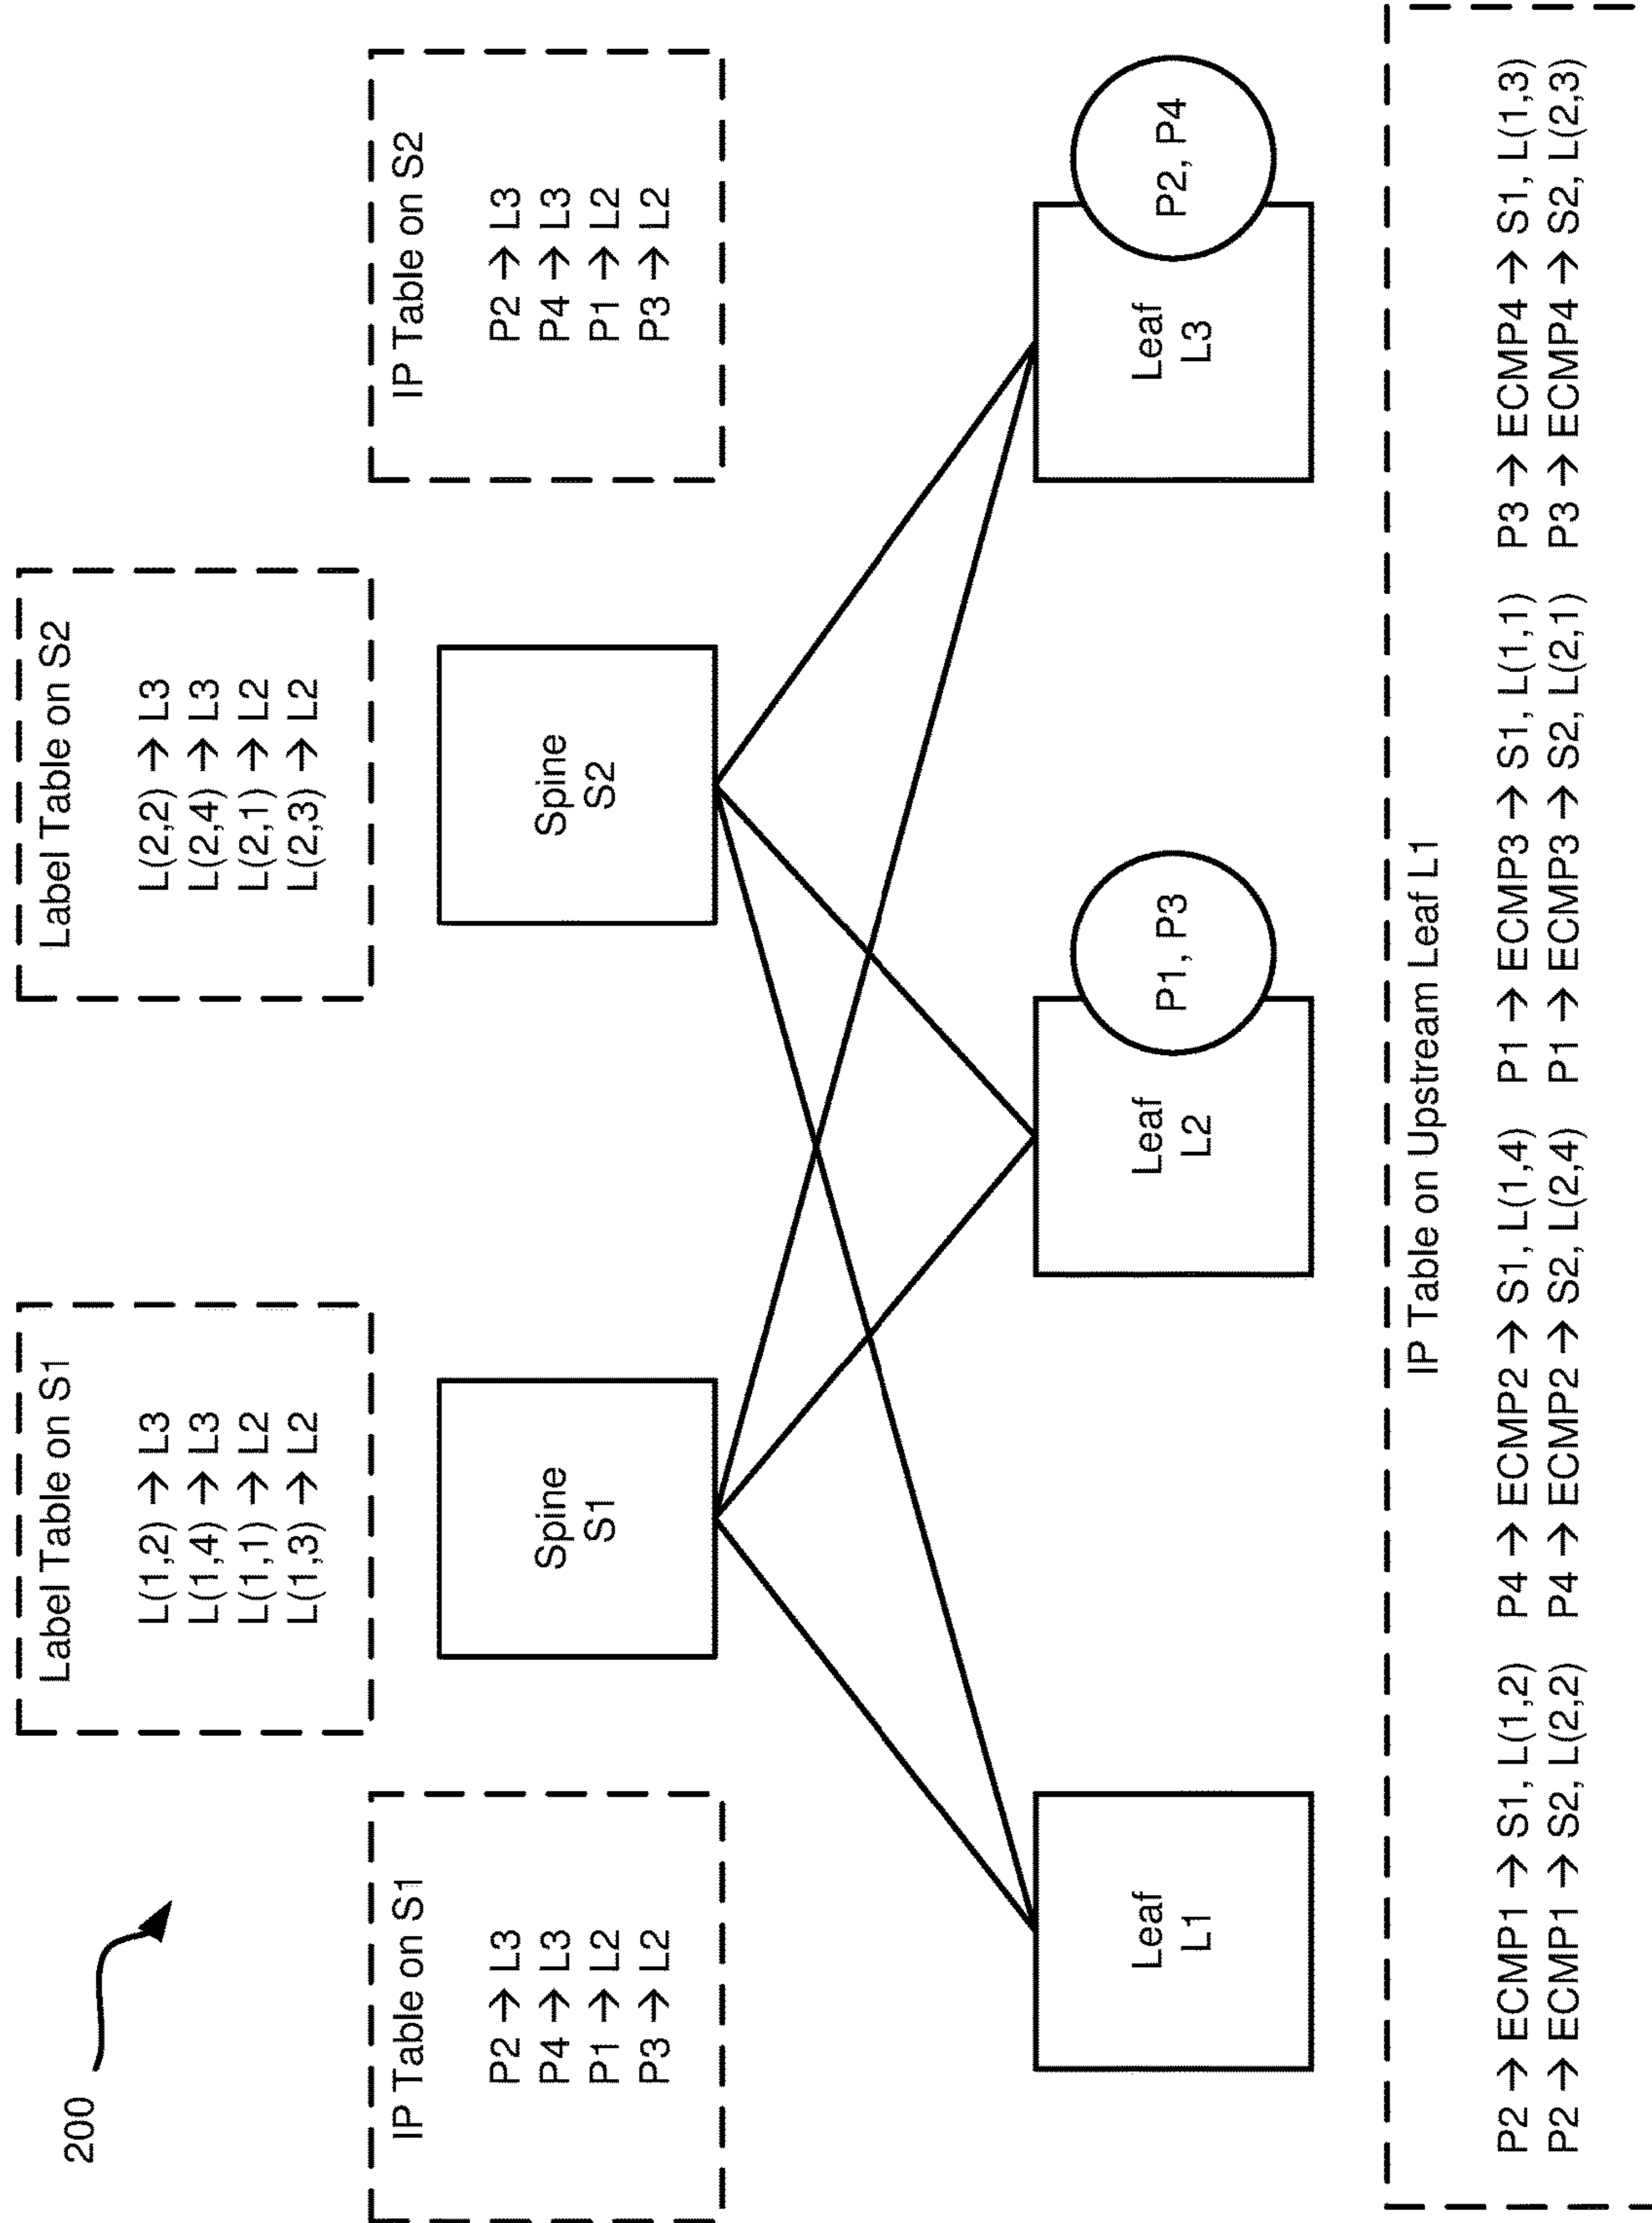 200
Label Table on S1
L(1,2) → L3
L(1,4) → L3
L(1,1) → L2
L(1,3) → L2
Label Table on S2
L(2,2) → L3
L(2,4) → L3
L(2,1) → L2
L(2,3) → L2
IP Table on S1
P2 → L3
P4 → L3
P1 → L2
P3 → L2
Spine
S1
Spine
S2
IP Table on S2
P2 → L3
P4 → L3
P1 → L2
P3 → L2
Leaf
L1
Leaf
L2
P1, P3
Leaf
L3
P2, P4
IP Table on Upstream Leaf L1
P2 → ECMP1 → S1, L(1,2) P4 → ECMP2 → S1, L(1,4) P1 → ECMP3 → S1, L(1,1) P3 → ECMP4 → S1, L(1,3)
P2 → ECMP1 → S2, L(2,2) P4 → ECMP2 → S2, L(2,4) P1 → ECMP3 → S2, L(2,1) P3 → ECMP4 → S2, L(2,3)